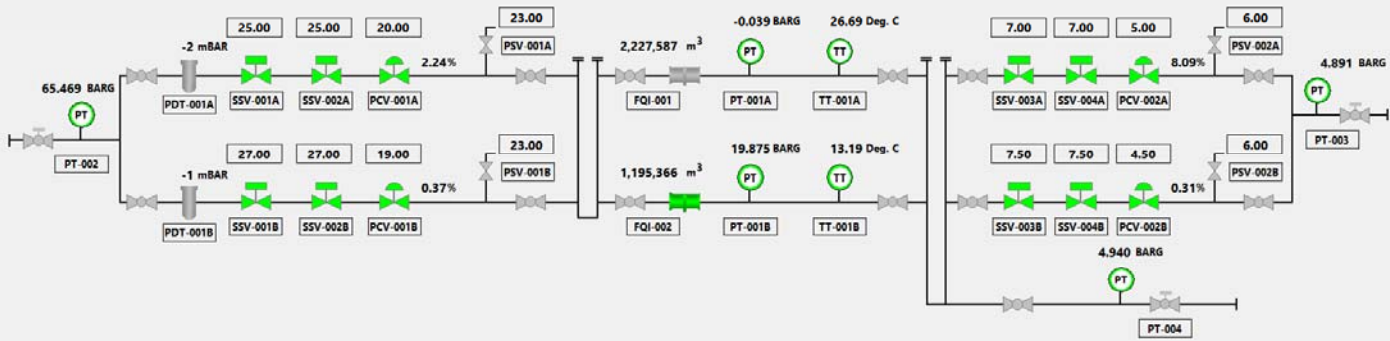 25.00 25.00 20.00 23.00 -0.039 BARG 26.69 Deg. C 7.00 7.00 5.00 6.00
-2 mBAR 2.24% PSV-001A 2,227,587 m³ PT TT 8.09% PSV-002A 4.891 BARG
65.469 BARG PT
PDT-001A SSV-001A SSV-002A PCV-001A FQI-001 PT-001A TT-001A SSV-003A SSV-004A PCV-002A
PT
PT-002 PT-003
27.00 27.00 19.00 23.00 19.875 BARG 13.19 Deg. C 7.50 7.50 4.50 6.00
-1 mBAR 0.37% PSV-001B 1,195,366 m³ PT TT 0.31% PSV-002B
PDT-001B SSV-001B SSV-002B PCV-001B FQI-002 PT-001B TT-001B SSV-003B SSV-004B PCV-002B
4.940 BARG
PT
PT-004